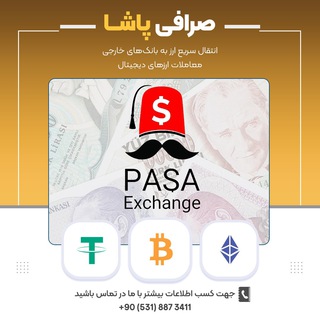 صرافی پاشا
انتقال سریع ارز به بانک‌های خارجی
معاملات ارزهای دیجیتال
$
PASA
Exchange
جهت کسب اطلاعات بیشتر با ما در تماس باشید
+90 (531) 887 3411